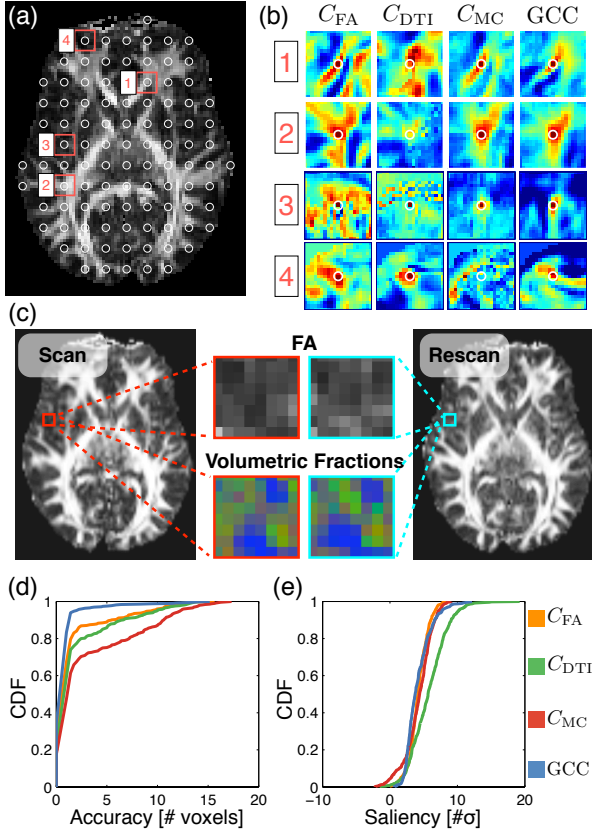 (a)
4
1
3
2
(b)
C_FA C_DTI C_MC GCC
1
2
3
4
(c)
Scan
FA
Rescan
Volumetric Fractions
(d)
1
0.8
0.6
0.4
0.2
0
0 5 10 15 20
CDF
Accuracy [# voxels]
(e)
1
0.8
0.6
0.4
0.2
0
−10 0 10 20
CDF
Saliency [#σ]
C_FA
C_DTI
C_MC
GCC